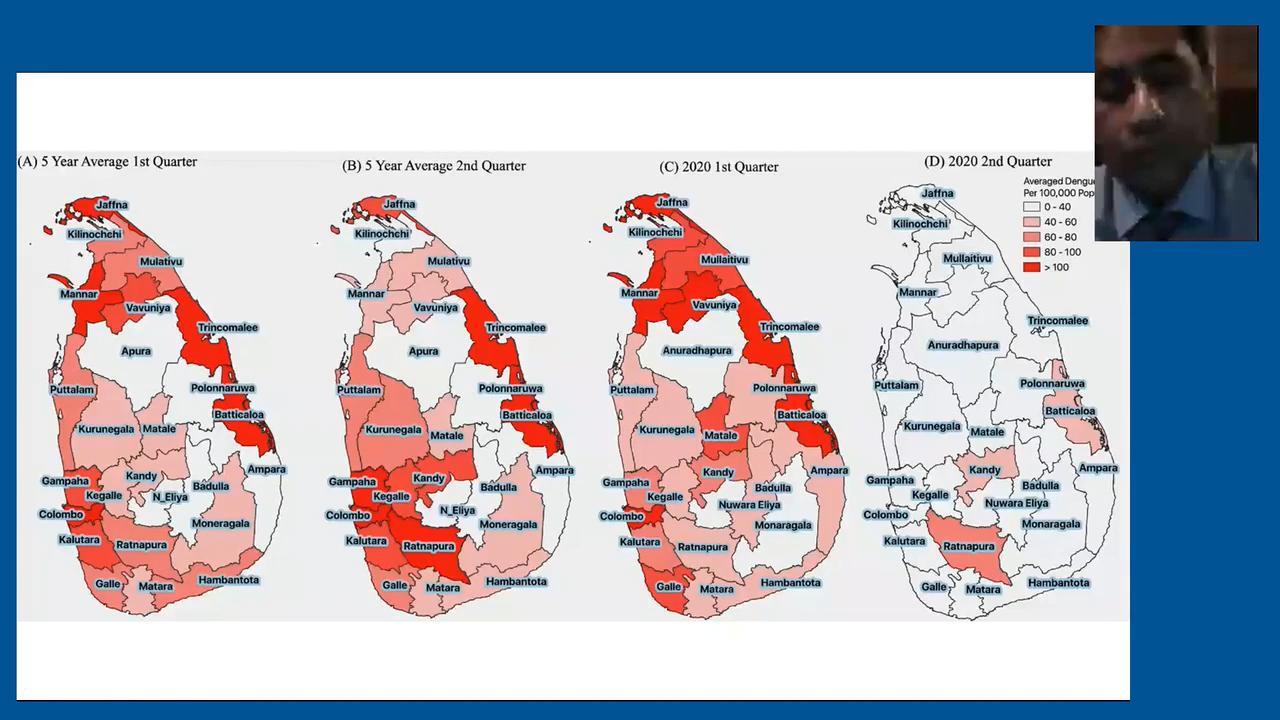 (A) 5 Year Average 1st Quarter
Jaffna
Kilinochchi
Mulativu
Mannar
Vavuniya
Trincomalee
Apura
Puttalam
Polonnaruwa
Batticaloa
Kurunegala
Matale
Ampara
Kandy
Gampaha
Badulla
Kegalle
N_Eliya
Colombo
Moneragala
Kalutara
Ratnapura
Hambantota
Galle
Matara
(B) 5 Year Average 2nd Quarter
Jaffna
Kilinochchi
Mulativu
Mannar
Vavuniya
Trincomalee
Apura
Puttalam
Polonnaruwa
Batticaloa
Kurunegala
Matale
Ampara
Kandy
Gampaha
Badulla
Kegalle
N_Eliya
Colombo
Moneragala
Kalutara
Ratnapura
Hambantota
Galle
Matara
(C) 2020 1st Quarter
Jaffna
Kilinochchi
Mullaitivu
Mannar
Vavuniya
Trincomalee
Anuradhapura
Puttalam
Polonnaruwa
Batticaloa
Kurunegala
Matale
Ampara
Kandy
Gampaha
Badulla
Kegalle
Nuwara Eliya
Colombo
Monaragala
Kalutara
Ratnapura
Hambantota
Galle
Matara
(D) 2020 2nd Quarter
Averaged Dengu
Per 100,000 Pop
0 - 40
40 - 60
60 - 80
80 - 100
> 100
Jaffna
Kilinochchi
Mullaitivu
Mannar
Trincomalee
Anuradhapura
Puttalam
Polonnaruwa
Batticaloa
Kurunegala
Matale
Ampara
Kandy
Gampaha
Badulla
Kegalle
Nuwara Eliya
Colombo
Monaragala
Kalutara
Ratnapura
Hambantota
Galle
Matara